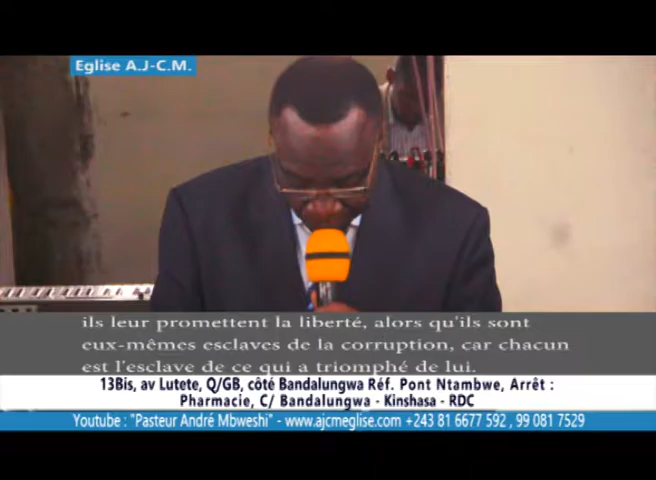 Eglise A.J-C.M.
ils leur promettent la liberté, alors qu'ils sont
eux-mêmes esclaves de la corruption, car chacun
est l'esclave de ce qui a triomphé de lui.
13Bis, av Lutete, Q/GB, côté Bandalungwa Réf. Pont Ntambwe, Arrêt :
Pharmacie, C/ Bandalungwa - Kinshasa - RDC
Youtube : "Pasteur André Mbweshi" - www.ajcmeglise.com +243 81 6677 592 , 99 081 7529